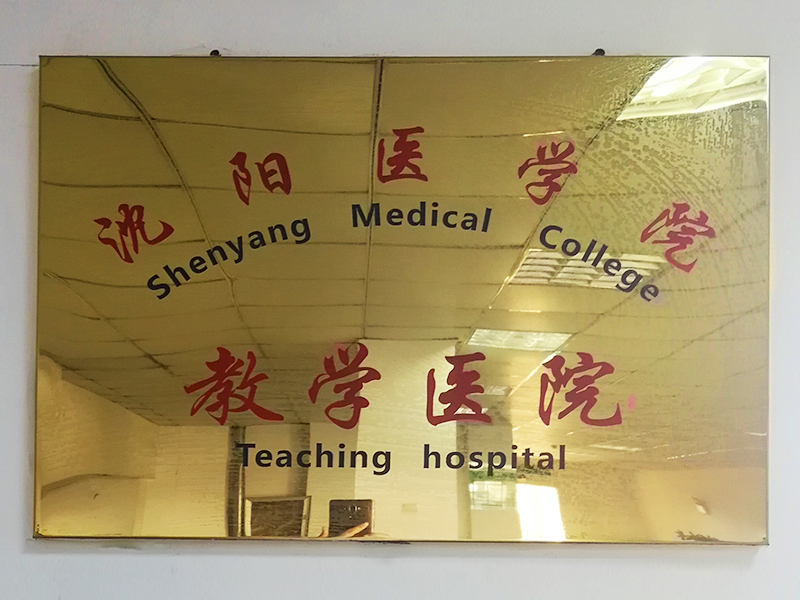 沈阳医学院
Shenyang Medical College
教学医院
Teaching hospital